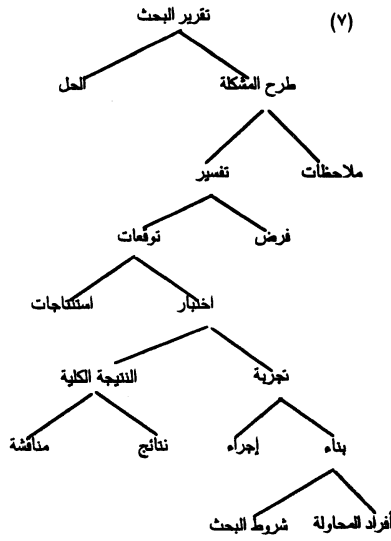 (٧)
تقرير البحث
طرح المشكلة
الحل
ملاحظات
تفسير
فرض
توقعات
اختبار
استنتاجات
تجربة
النتيجة الكلية
بناء
إجراء
نتائج
مناقشة
أفراد المحاولة
شروط البحث